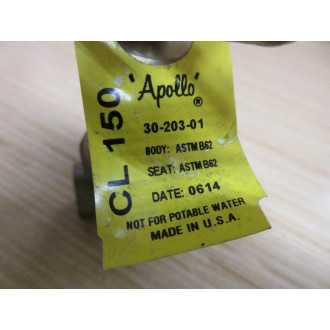 CL 150
"Apollo"®
30-203-01
BODY: ASTM B62
SEAT: ASTM B62
DATE: 0614
NOT FOR POTABLE WATER
MADE IN U.S.A.